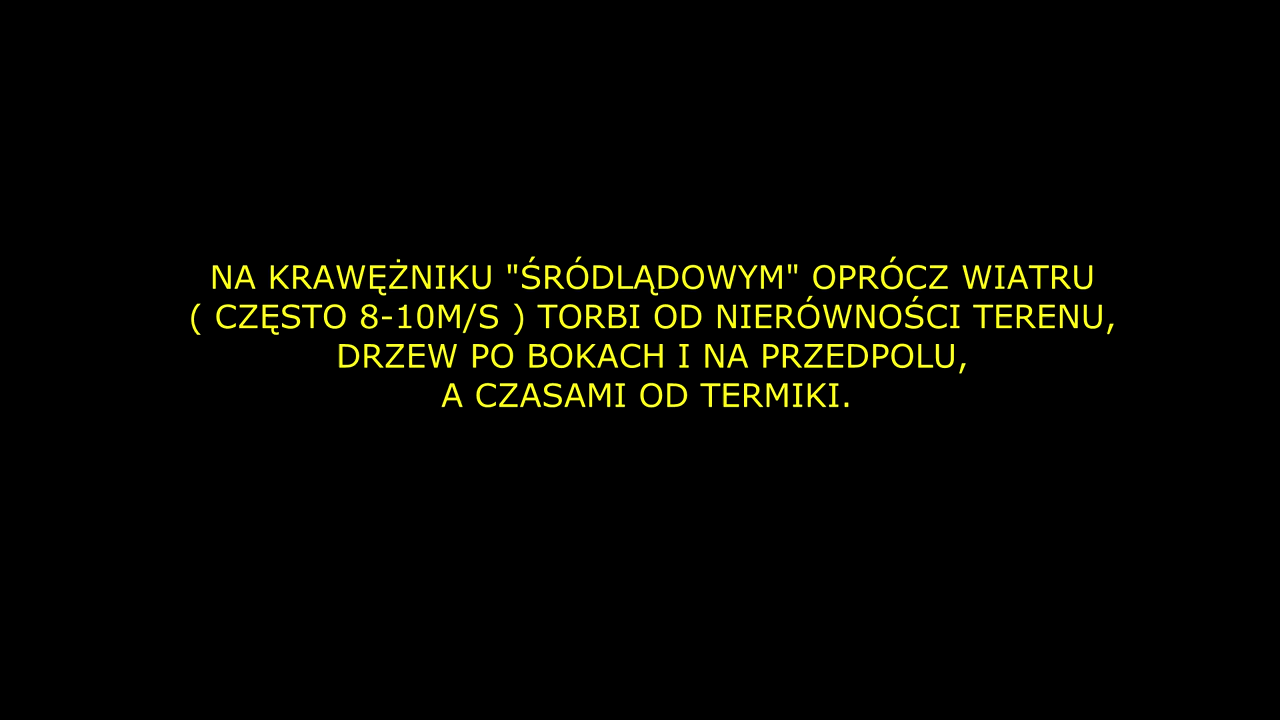 NA KRAWĘŻNIKU "ŚRÓDLĄDOWYM" OPRÓCZ WIATRU
( CZĘSTO 8-10M/S ) TORBI OD NIERÓWNOŚCI TERENU,
DRZEW PO BOKACH I NA PRZEDPOLU,
A CZASAMI OD TERMIKI.